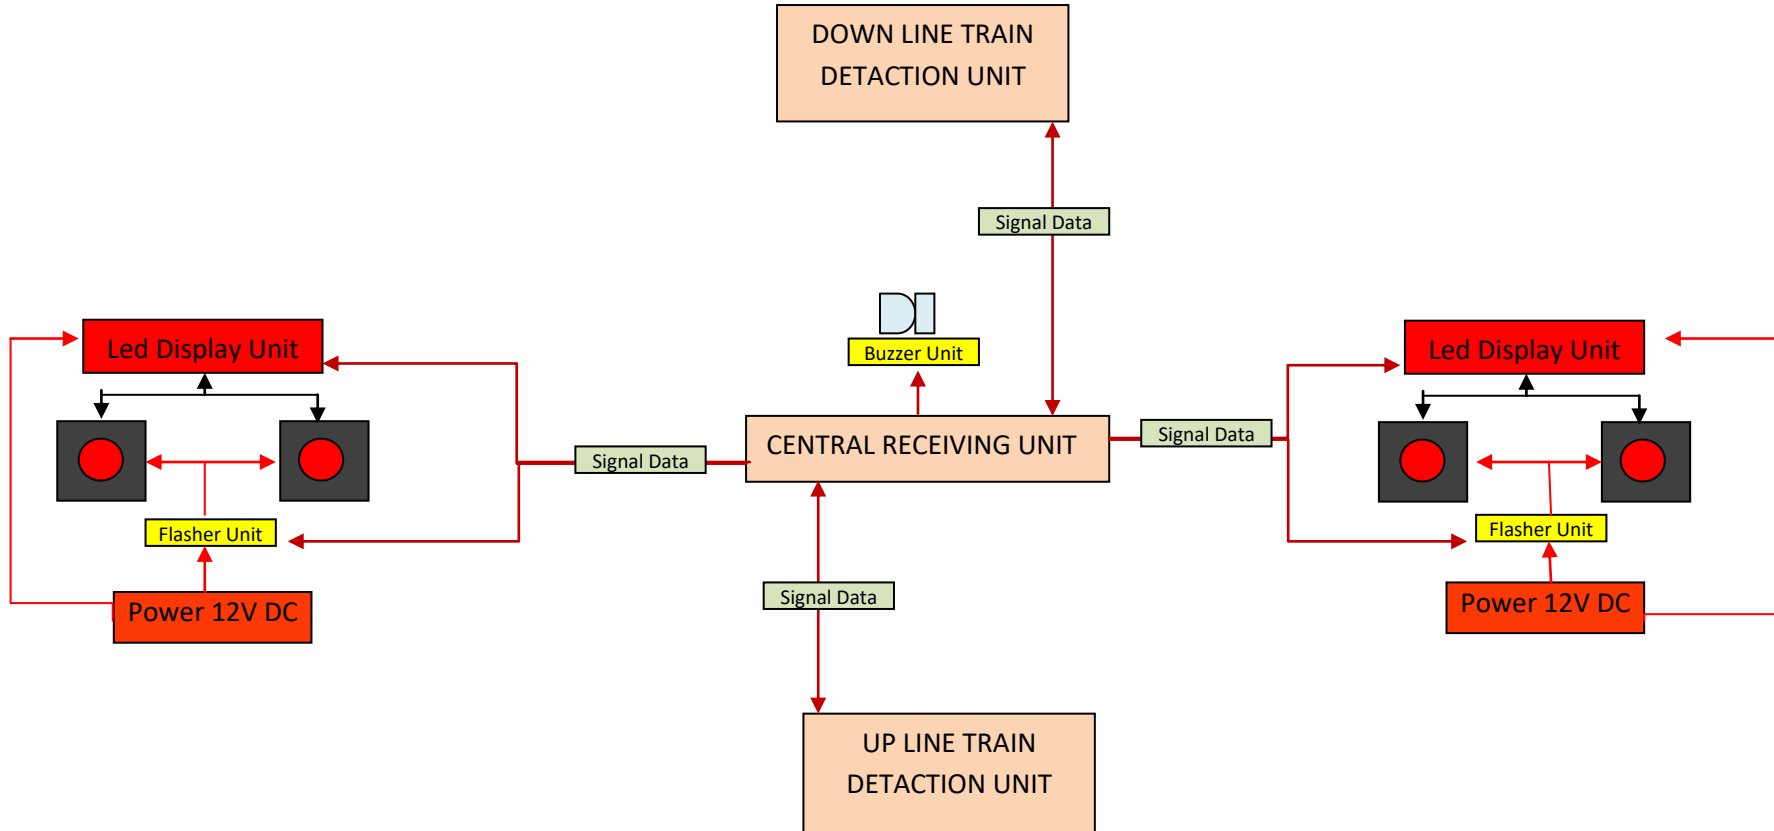 DOWN LINE TRAIN
DETACTION UNIT
Signal Data
Buzzer Unit
Led Display Unit
Led Display Unit
CENTRAL RECEIVING UNIT
Signal Data
Signal Data
Flasher Unit
Flasher Unit
Power 12V DC
Signal Data
Power 12V DC
UP LINE TRAIN
DETACTION UNIT